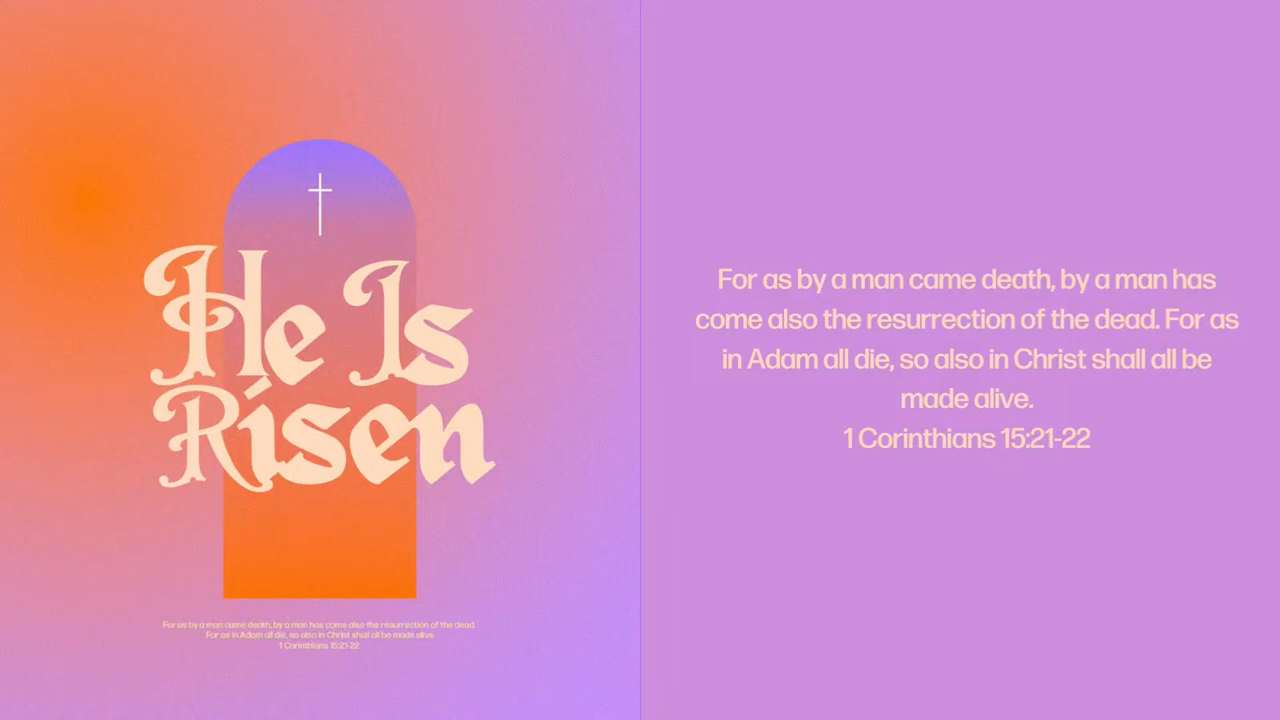 He Is
Risen
For as by a man came death, by a man has come also the resurrection of the dead.
For as in Adam all die, so also in Christ shall all be made alive.
1 Corinthians 15:21-22
For as by a man came death, by a man has
come also the resurrection of the dead. For as
in Adam all die, so also in Christ shall all be
made alive.
1 Corinthians 15:21-22